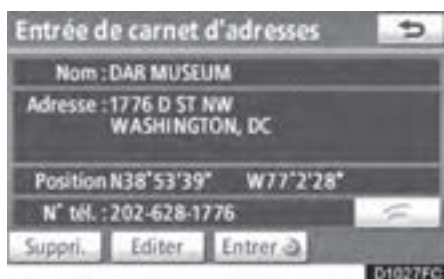 Entrée de carnet d'adresses
Nom :DAR MUSEUM
Adresse :1776 D ST NW
WASHINGTON, DC
Position N38°53'39" W77°2'28"
N° tél. :202-628-1776
Suppri. Editer Entrer
D1027FC